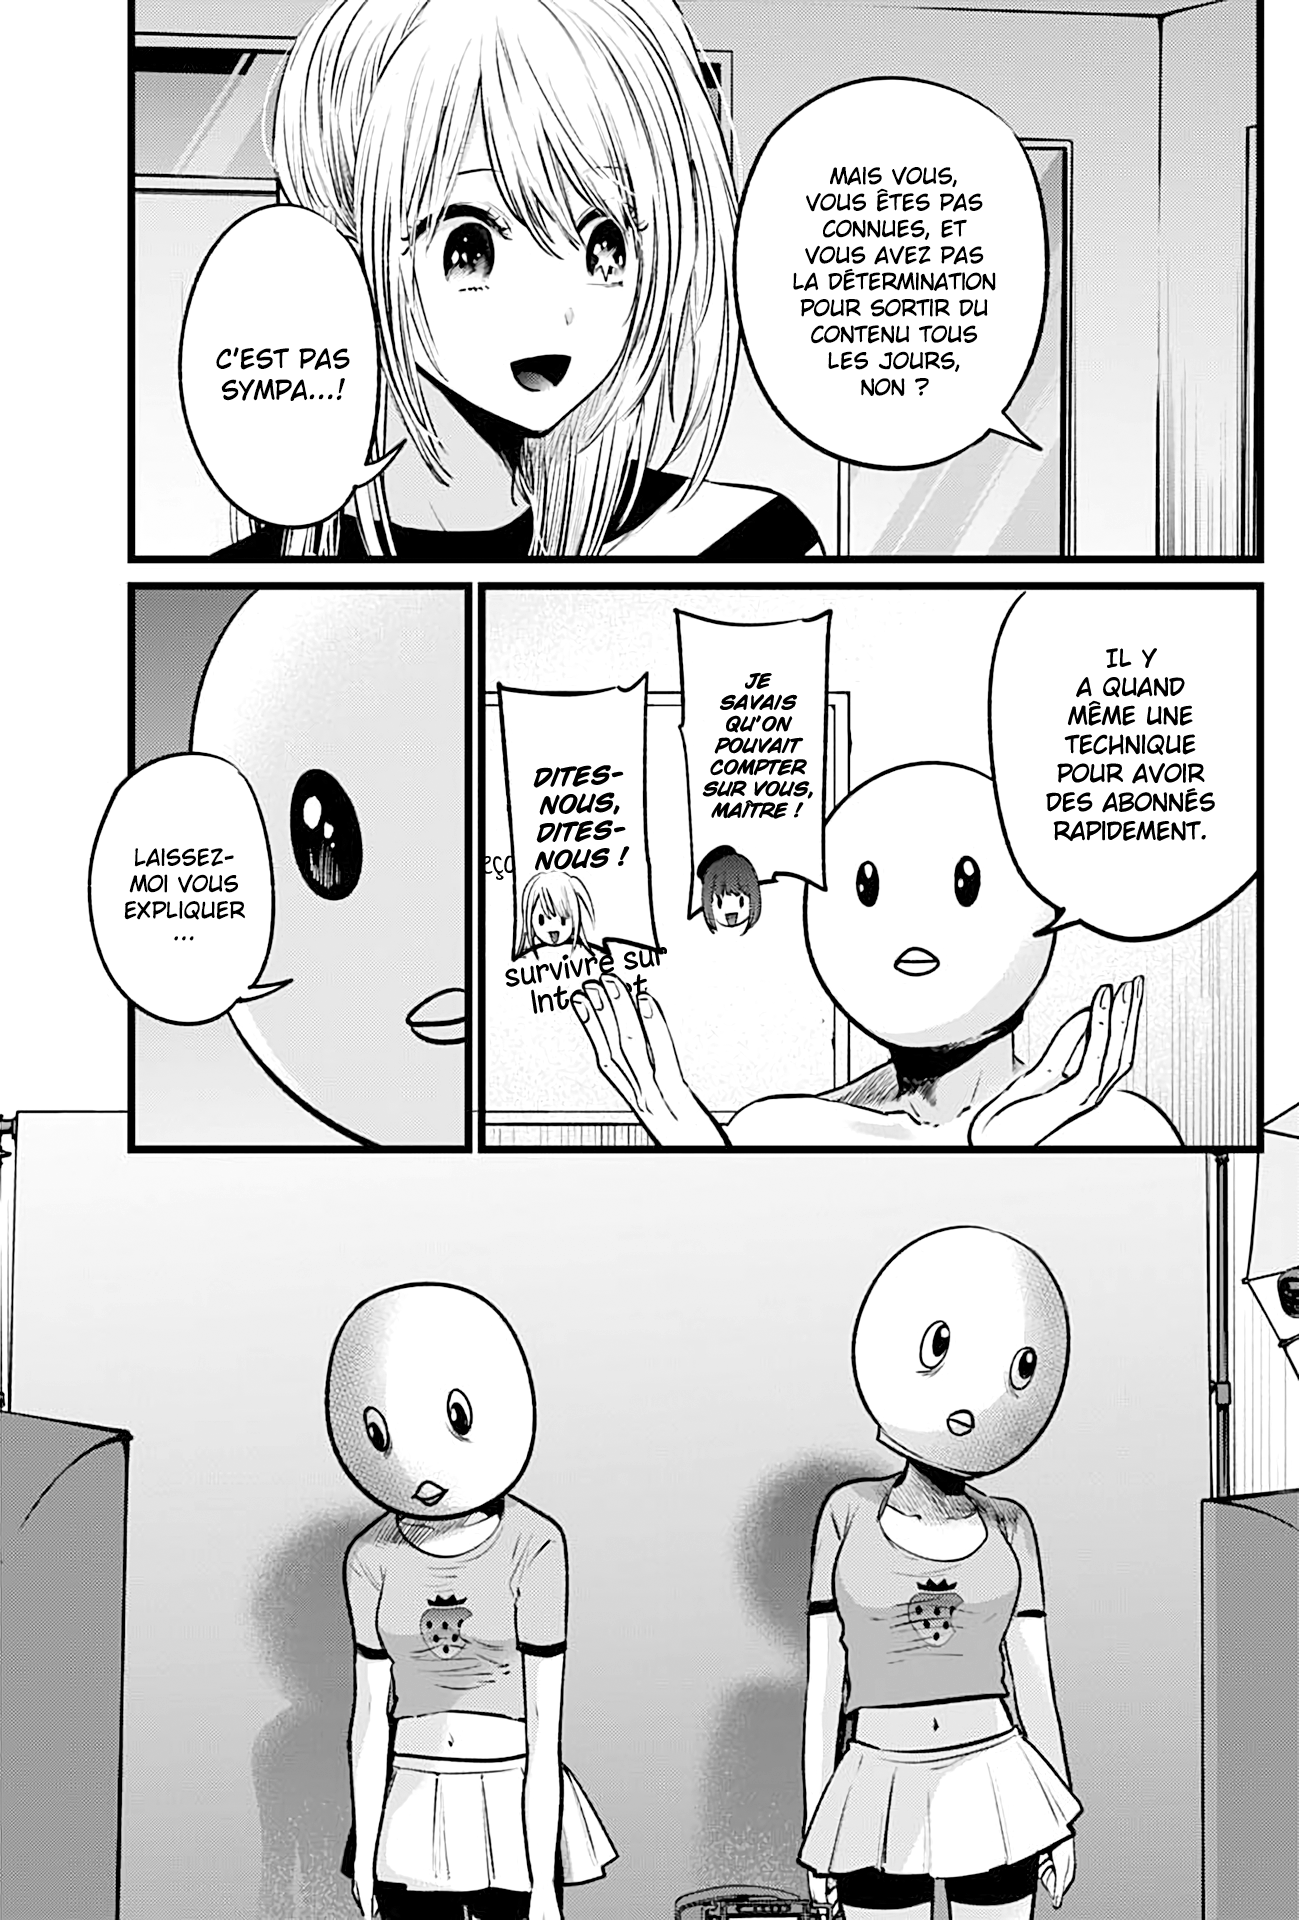 MAIS VOUS,
VOUS ÊTES PAS
CONNUES, ET
VOUS AVEZ PAS
LA DÉTERMINATION
POUR SORTIR DU
CONTENU TOUS
LES JOURS,
NON ?
C'EST PAS
SYMPA...!
IL Y
A QUAND
MÊME UNE
TECHNIQUE
POUR AVOIR
DES ABONNÉS
RAPIDEMENT.
JE
SAVAIS
QU'ON
POUVAIT
COMPTER
SUR VOUS,
MAÎTRE !
DITES-
NOUS,
DITES-
NOUS !
survivre sur
LAISSEZ-
MOI VOUS
EXPLIQUER
...